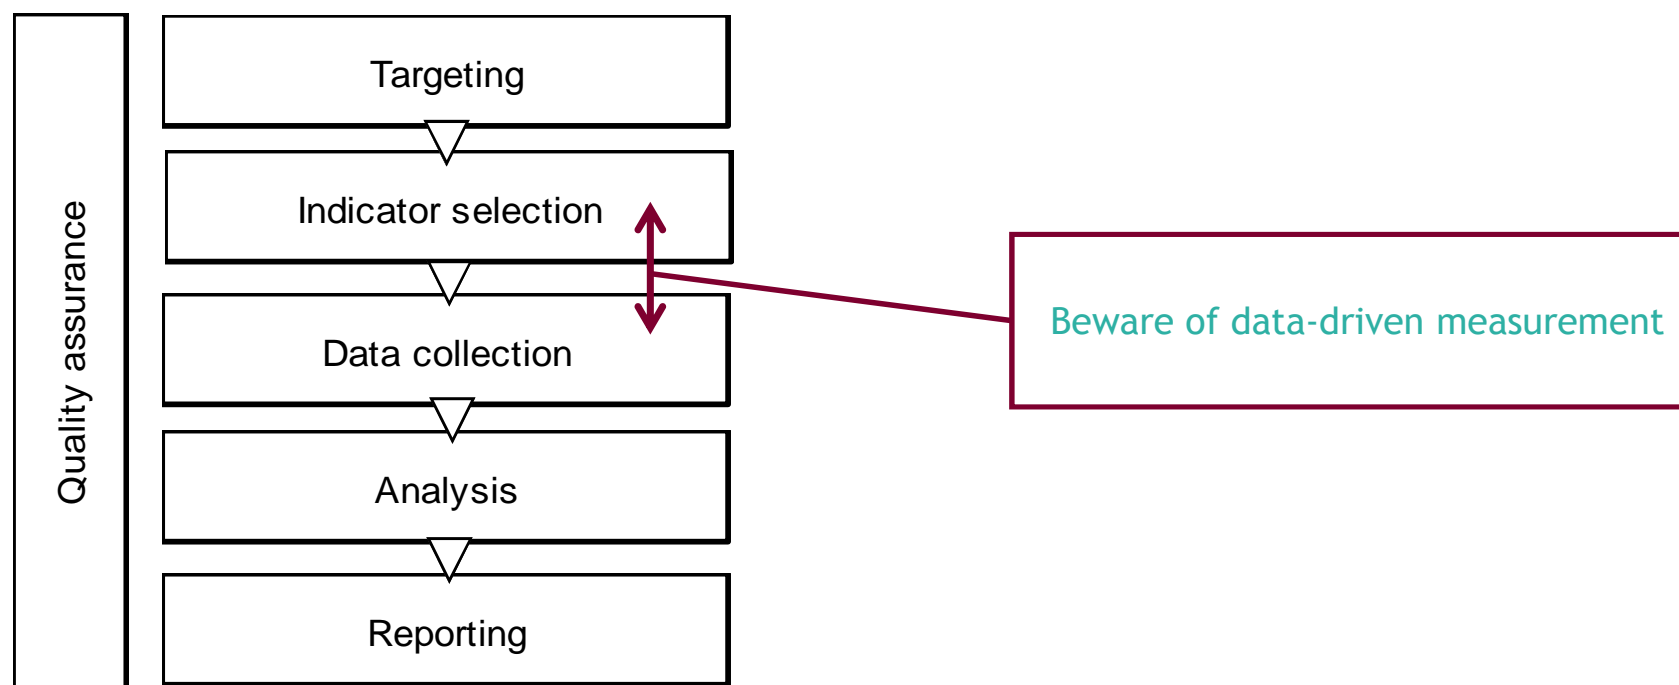 Quality assurance
Targeting
Indicator selection
Data collection
Analysis
Reporting
Beware of data-driven measurement